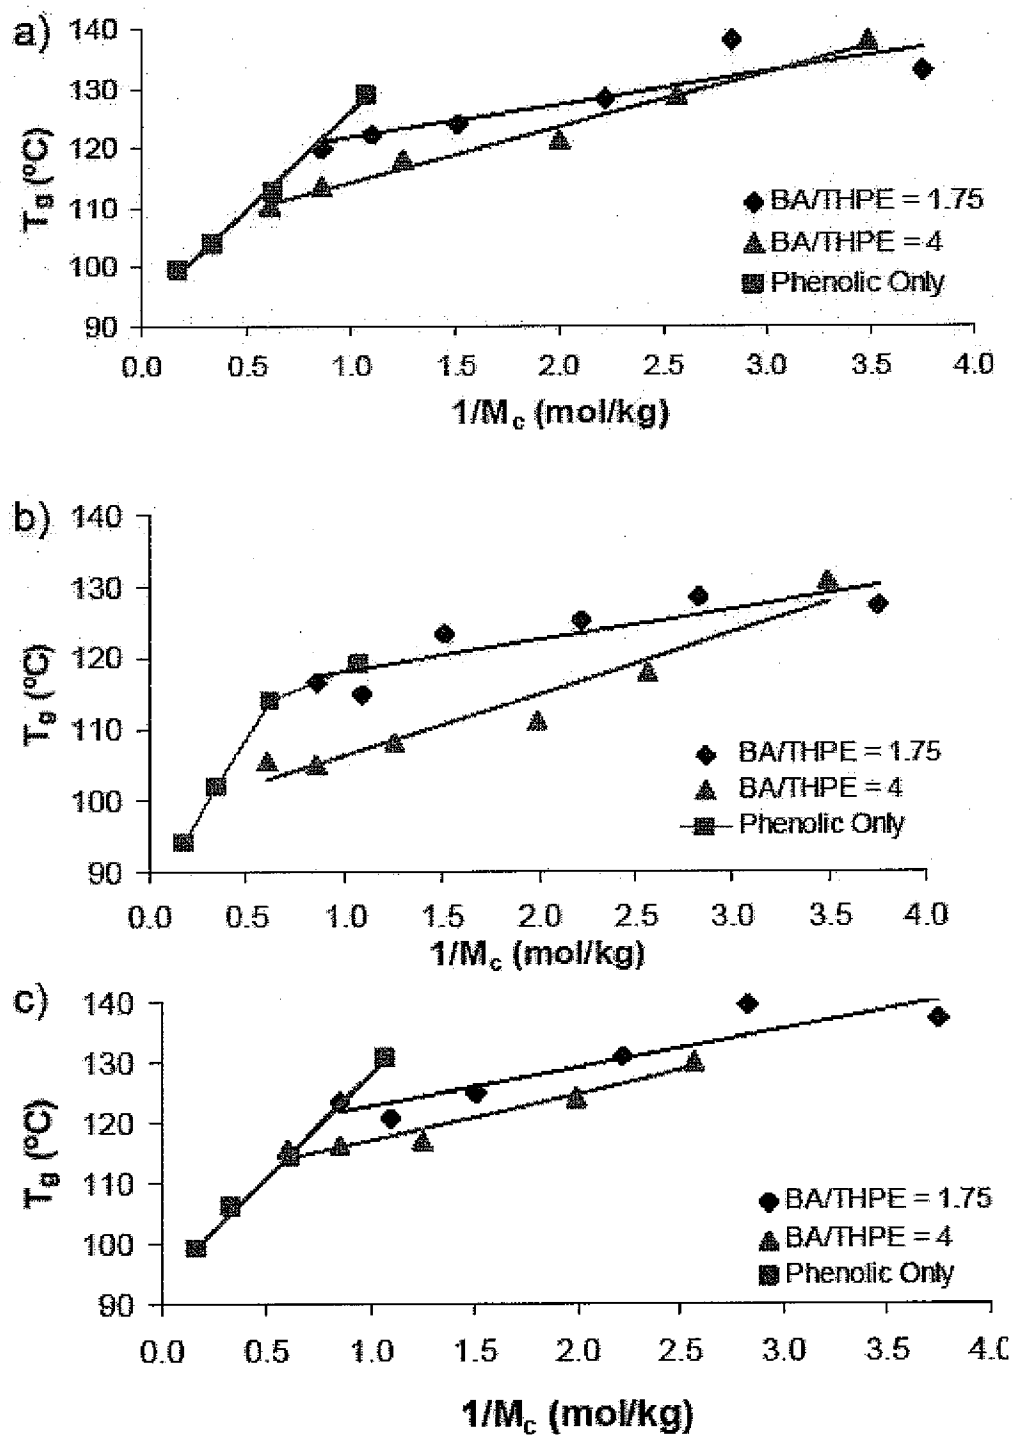 a)
140
130
120
110
100
90
Tg (ºC)
BA/THPE = 1.75
BA/THPE = 4
Phenolic Only
0.0 0.5 1.0 1.5 2.0 2.5 3.0 3.5 4.0
1/Mc (mol/kg)
b)
140
130
120
110
100
90
Tg (ºC)
BA/THPE = 1.75
BA/THPE = 4
Phenolic Only
0.0 0.5 1.0 1.5 2.0 2.5 3.0 3.5 4.0
1/Mc (mol/kg)
c)
140
130
120
110
100
90
Tg (ºC)
BA/THPE = 1.75
BA/THPE = 4
Phenolic Only
0.0 0.5 1.0 1.5 2.0 2.5 3.0 3.5 4.0
1/Mc (mol/kg)